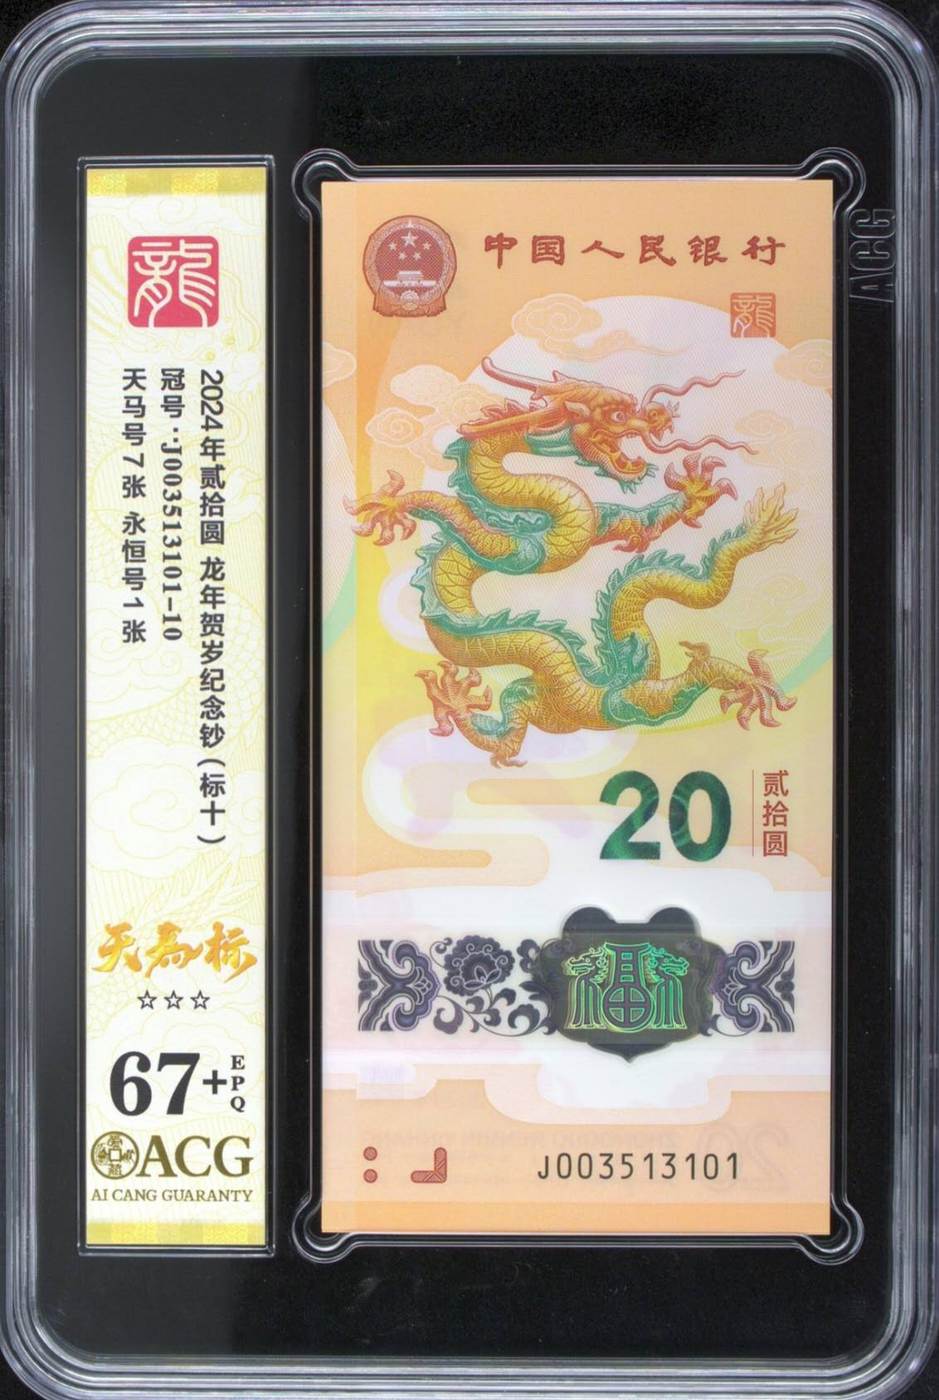 龍
2024年贰拾圆 龙年贺岁纪念钞(标十)
冠号:J003513101-10
天马号7张 永恒号1张
天马标
☆☆☆
67+
EPQ
ACG
AI CANG GUARANTY
中国人民银行
龍
20
贰拾圆
福
J003513101
ACG